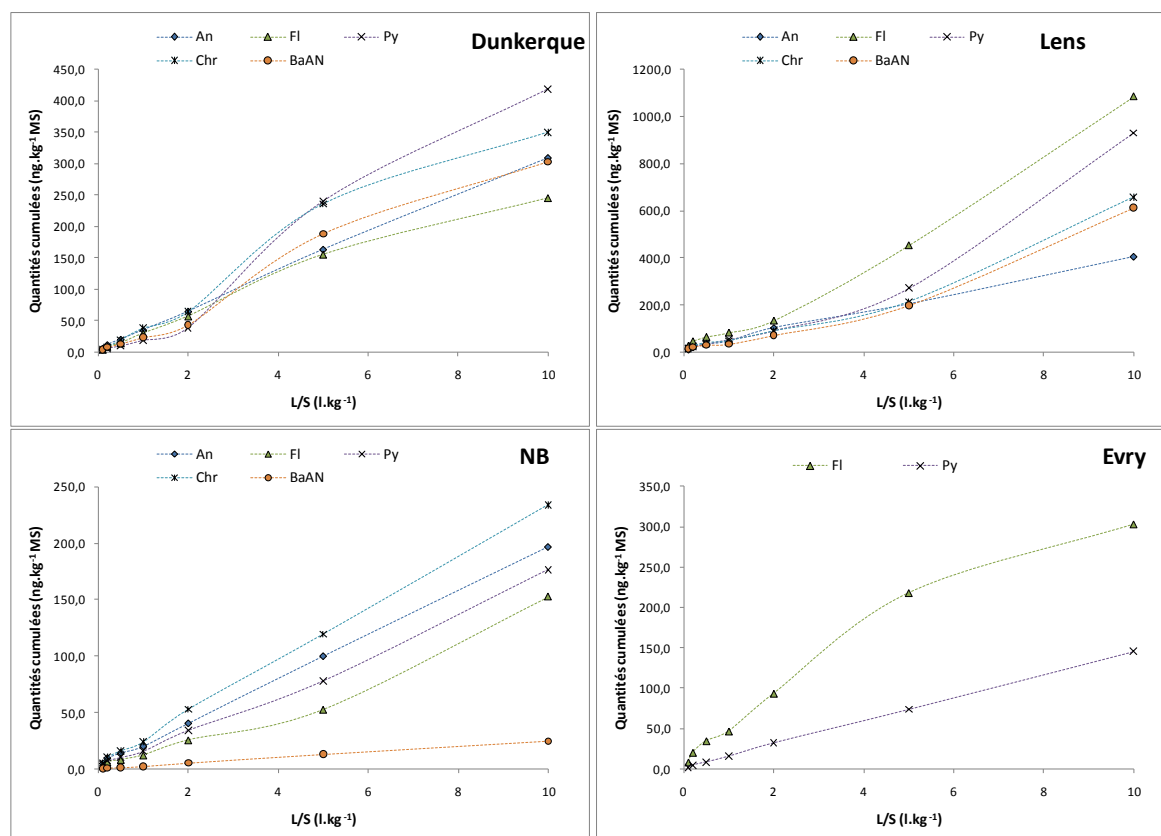 An Fl Py
Chr BaAN
Dunkerque
Quantités cumulées (ng.kg⁻¹ MS)
450,0
400,0
350,0
300,0
250,0
200,0
150,0
100,0
50,0
0,0
0 2 4 6 8 10
L/S (l.kg⁻¹)
An Fl Py
Chr BaAN
Lens
Quantités cumulées (ng.kg⁻¹ MS)
1200,0
1000,0
800,0
600,0
400,0
200,0
0,0
0 2 4 6 8 10
L/S (l.kg⁻¹)
An Fl Py
Chr BaAN
NB
Quantités cumulées (ng.kg⁻¹ MS)
250,0
200,0
150,0
100,0
50,0
0,0
0 2 4 6 8 10
L/S (l.kg⁻¹)
Fl Py
Evry
Quantités cumulées (ng.kg⁻¹ MS)
350,0
300,0
250,0
200,0
150,0
100,0
50,0
0,0
0 2 4 6 8 10
L/S (l.kg⁻¹)